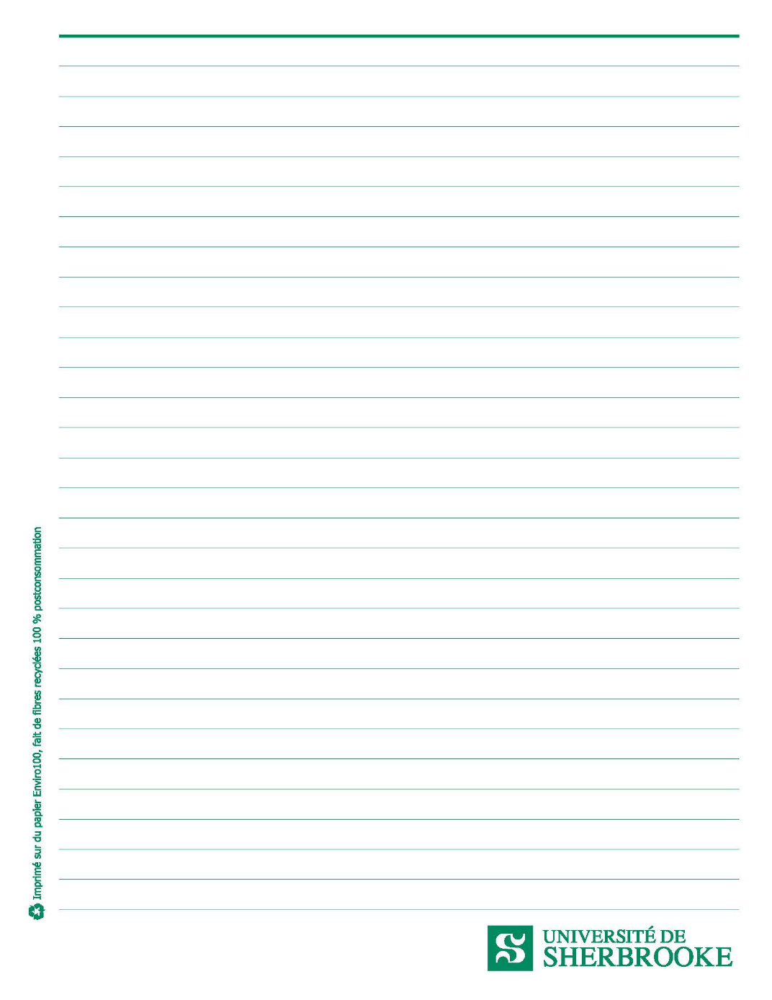 Imprimé sur du papier Enviro100, fait de fibres recyclées 100 % postconsommation
UNIVERSITÉ DE
SHERBROOKE